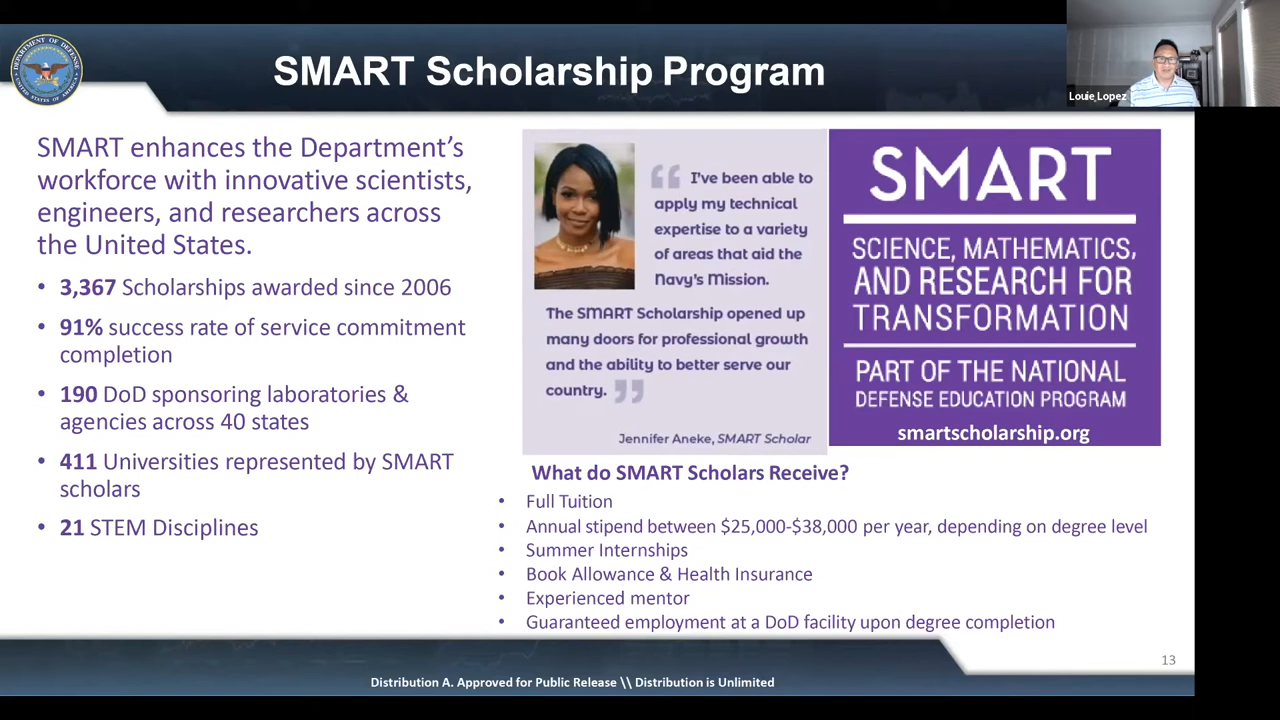 SMART Scholarship Program
Louie Lopez
DEPARTMENT OF DEFENSE
UNITED STATES OF AMERICA
SMART enhances the Department’s
workforce with innovative scientists,
engineers, and researchers across
the United States.
• 3,367 Scholarships awarded since 2006
• 91% success rate of service commitment
completion
• 190 DoD sponsoring laboratories &
agencies across 40 states
• 411 Universities represented by SMART
scholars
• 21 STEM Disciplines
“ I’ve been able to
apply my technical
expertise to a variety
of areas that aid the
Navy’s Mission.
The SMART Scholarship opened up
many doors for professional growth
and the ability to better serve our
country. ”
Jennifer Aneke, SMART Scholar
SMART
SCIENCE, MATHEMATICS,
AND RESEARCH FOR
TRANSFORMATION
PART OF THE NATIONAL
DEFENSE EDUCATION PROGRAM
smartscholarship.org
What do SMART Scholars Receive?
• Full Tuition
• Annual stipend between $25,000-$38,000 per year, depending on degree level
• Summer Internships
• Book Allowance & Health Insurance
• Experienced mentor
• Guaranteed employment at a DoD facility upon degree completion
13
Distribution A. Approved for Public Release \\ Distribution is Unlimited